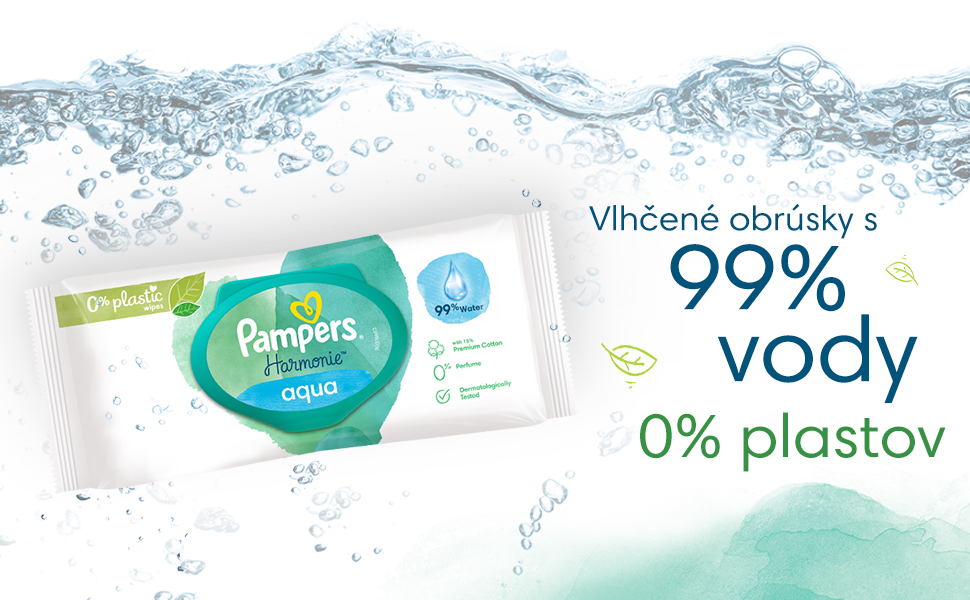 Vlhčené obrúsky s
99%
vody
0% plastov
0% plastic
wipes
Pampers®
Harmonie™
aqua
99% Water
with 15%
Premium Cotton
0% Perfume
Dermatologically
Tested